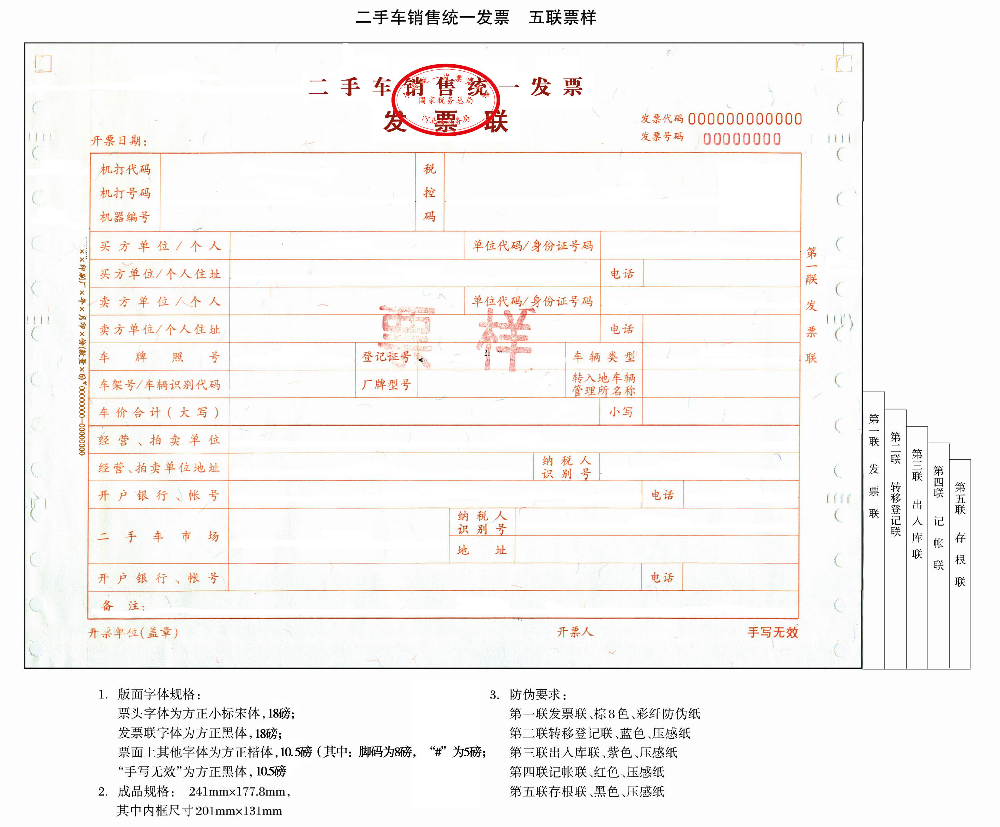 二手车销售统一发票 五联票样
二手车销售统一发票
全国统一发票监制章
国家税务总局
河北省税务局
发票联
发票代码 000000000000
发票号码 00000000
开票日期:
机打代码
机打号码
机器编号
税控码
买方单位/个人 单位代码/身份证号码
买方单位/个人住址 电话
卖方单位/个人 单位代码/身份证号码
卖方单位/个人住址 电话
票样
车牌照号 登记证号 车辆类型
车架号/车辆识别代码 厂牌型号 转入地车辆管理所名称
车价合计(大写) 小写
经营、拍卖单位
经营、拍卖单位地址 纳税人识别号
开户银行、帐号 电话
二手车市场 纳税人识别号
地址
开户银行、帐号 电话
备注:
开票单位(盖章) 开票人 手写无效
××印刷厂×年×月印×份(数量×6)#00000000—00000000
第一联 发票联
第一联 发票联
第二联 转移登记联
第三联 出入库联
第四联 记帐联
第五联 存根联
1. 版面字体规格:
票头字体为方正小标宋体,18磅;
发票联字体为方正黑体,18磅;
票面上其他字体为方正楷体,10.5磅(其中:脚码为8磅,“#”为5磅;
“手写无效”为方正黑体,10.5磅
2. 成品规格: 241mm×177.8mm,
其中内框尺寸201mm×131mm
3. 防伪要求:
第一联发票联、棕8色、彩纤防伪纸
第二联转移登记联、蓝色、压感纸
第三联出入库联、紫色、压感纸
第四联记帐联、红色、压感纸
第五联存根联、黑色、压感纸